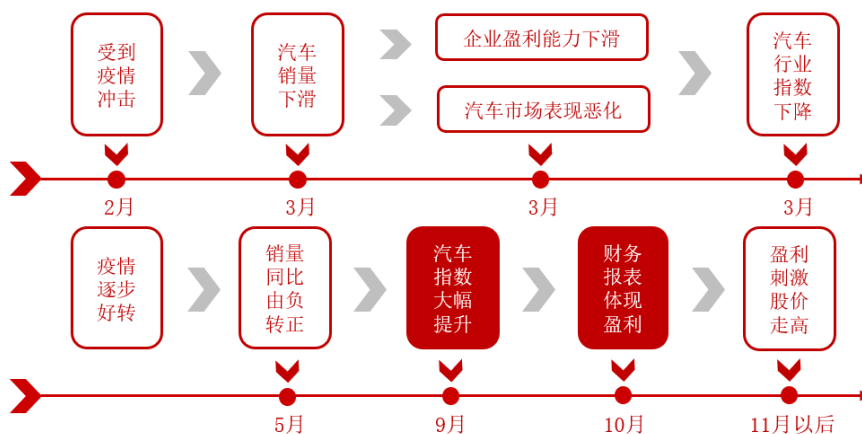 受到
疫情
冲击
汽车
销量
下滑
企业盈利能力下滑
汽车市场表现恶化
汽车
行业
指数
下降
2月
3月
3月
3月
疫情
逐步
好转
销量
同比
由负
转正
汽车
指数
大幅
提升
财务
报表
体现
盈利
盈利
刺激
股价
走高
5月
9月
10月
11月以后